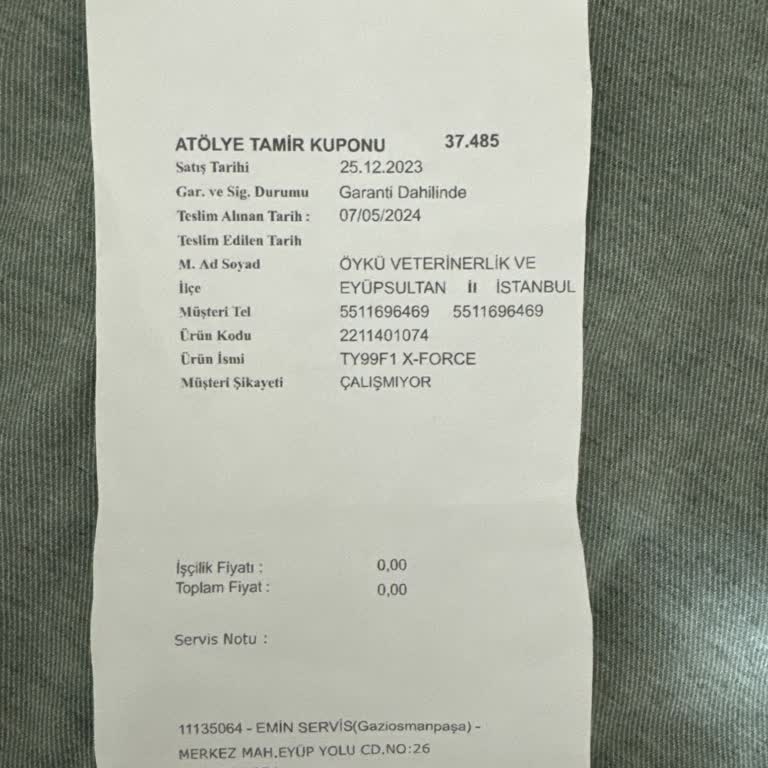 ATÖLYE TAMİR KUPONU 37.485
Satış Tarihi 25.12.2023
Gar. ve Sig. Durumu Garanti Dahilinde
Teslim Alınan Tarih : 07/05/2024
Teslim Edilen Tarih
M. Ad Soyad ÖYKÜ VETERİNERLİK VE
İlçe EYÜPSULTAN İl İSTANBUL
Müşteri Tel 5511696469 5511696469
Ürün Kodu 2211401074
Ürün İsmi TY99F1 X-FORCE
Müşteri Şikayeti ÇALIŞMIYOR
İşçilik Fiyatı : 0,00
Toplam Fiyat : 0,00
Servis Notu :
11135064 - EMİN SERVİS(Gaziosmanpaşa) -
MERKEZ MAH.EYÜP YOLU CD.NO:26